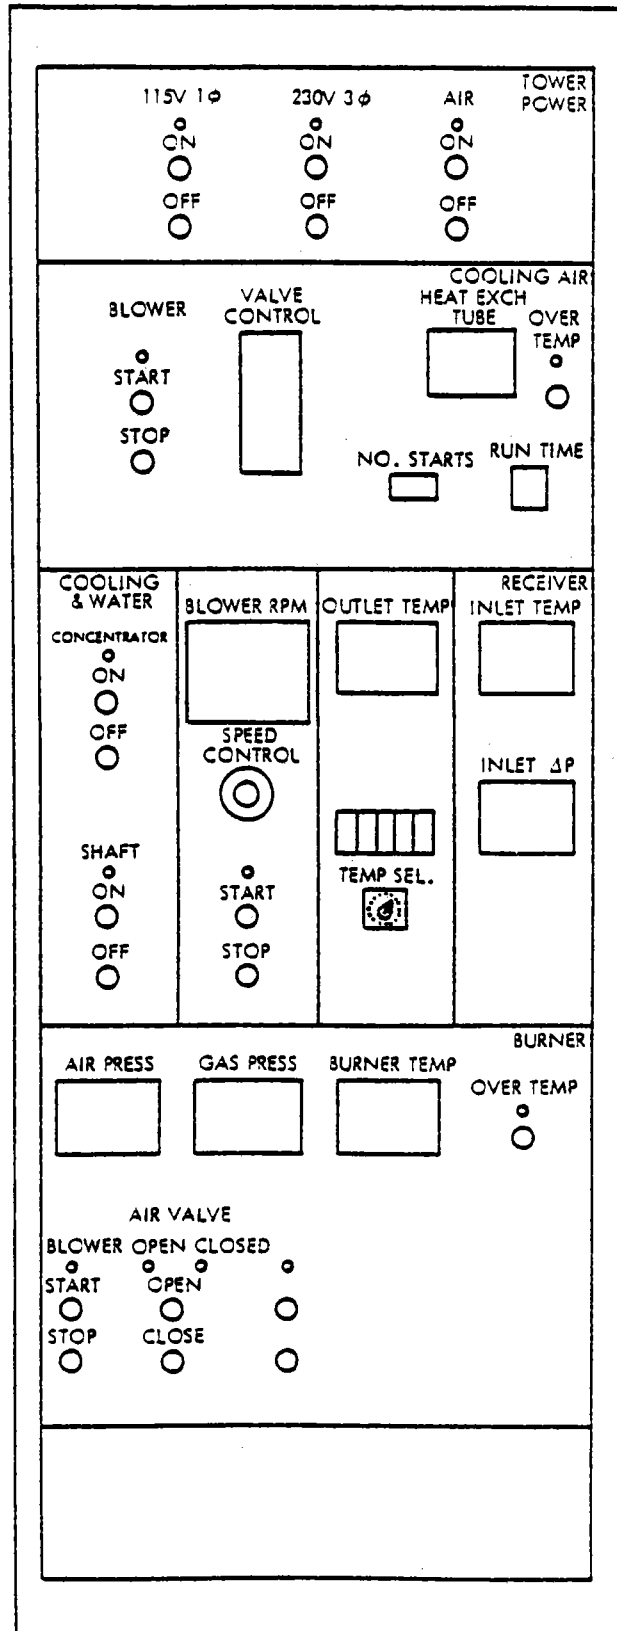 TOWER
POWER
115V 1ϕ 230V 3ϕ AIR
ON ON ON
OFF OFF OFF
COOLING AIR
BLOWER
VALVE
CONTROL
HEAT EXCH
TUBE
OVER
TEMP
START
STOP
NO. STARTS
RUN TIME
COOLING
& WATER
CONCENTRATOR
ON
OFF
SHAFT
ON
OFF
BLOWER RPM
SPEED
CONTROL
START
STOP
OUTLET TEMP
TEMP SEL.
RECEIVER
INLET TEMP
INLET ΔP
BURNER
AIR PRESS GAS PRESS BURNER TEMP
OVER TEMP
AIR VALVE
BLOWER OPEN CLOSED
START OPEN
STOP CLOSE